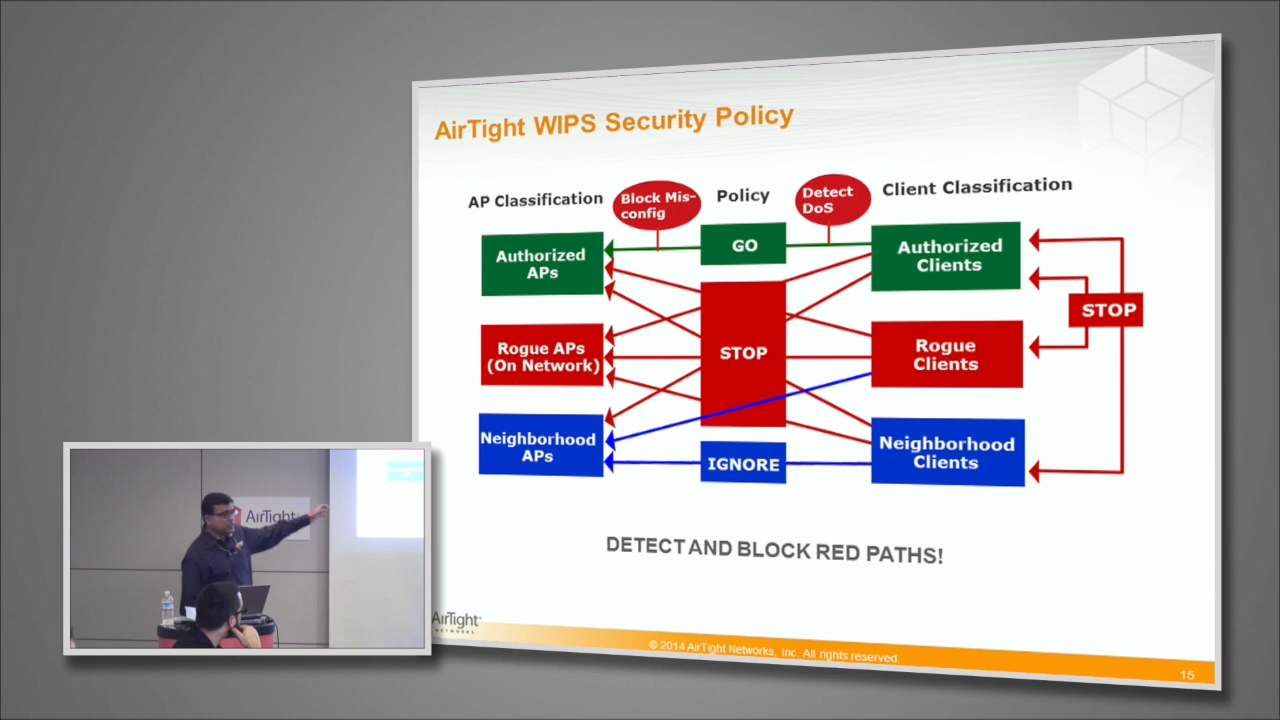 AirTight WIPS Security Policy
AP Classification
Block Mis-
config
Policy
Detect
DoS
Client Classification
Authorized
APs
GO
Authorized
Clients
STOP
Rogue APs
(On Network)
STOP
Rogue
Clients
Neighborhood
APs
IGNORE
Neighborhood
Clients
DETECT AND BLOCK RED PATHS!
AirTight
NETWORKS
© 2014 AirTight Networks, Inc. All rights reserved.
15
AirTight